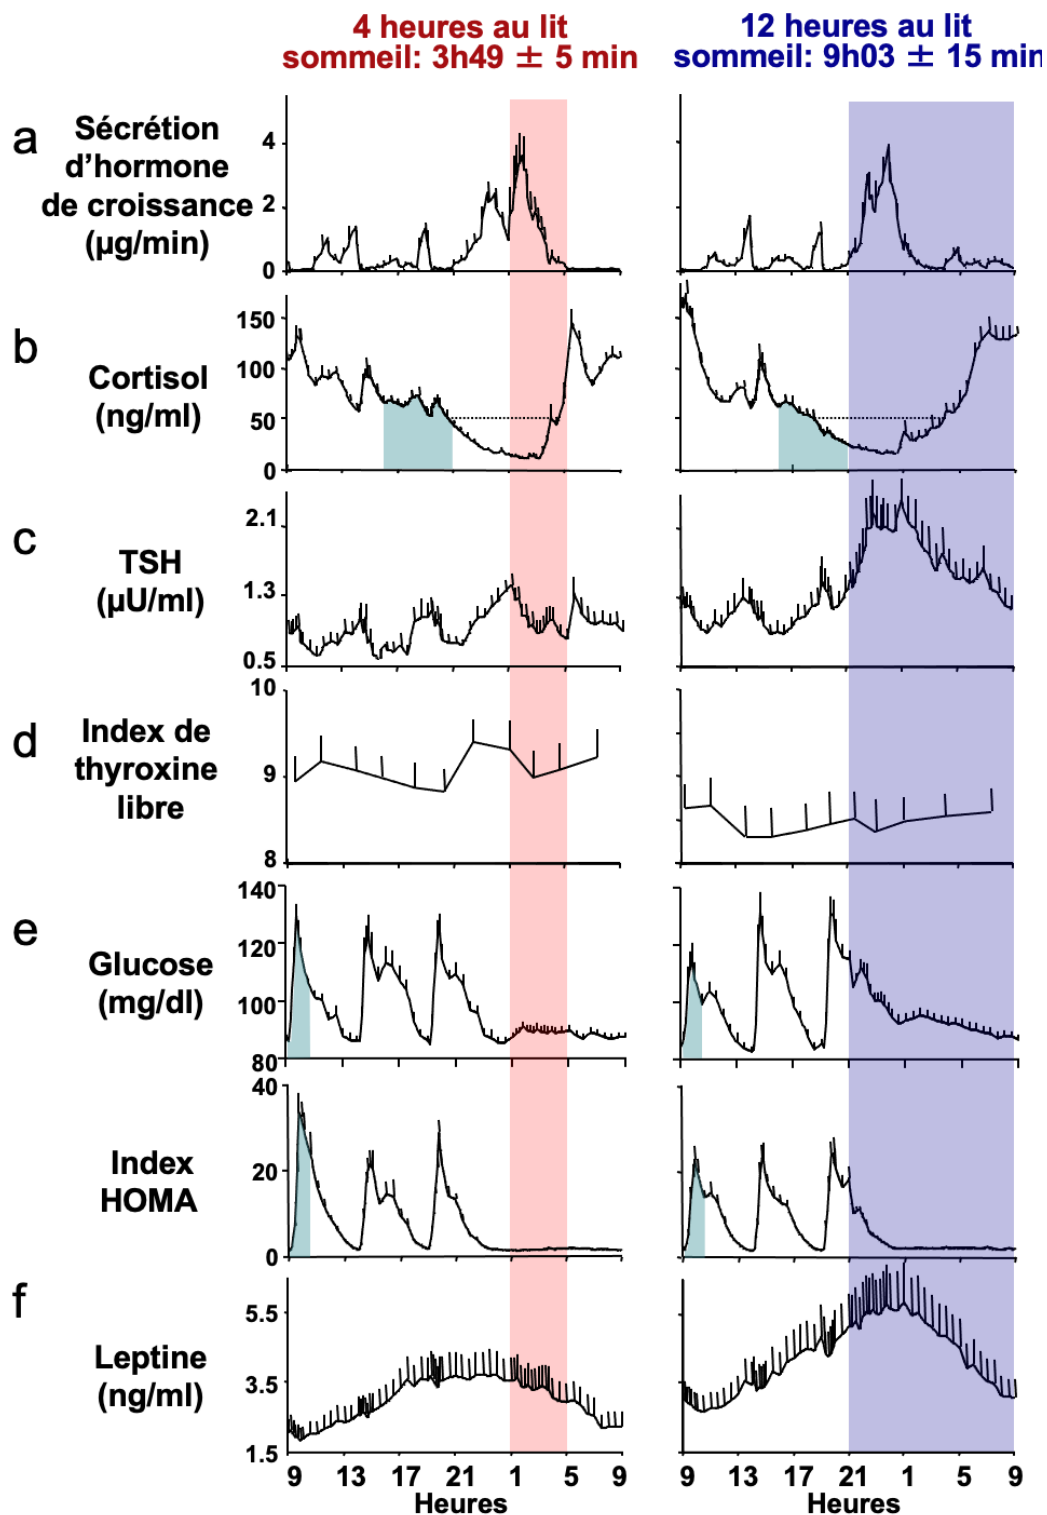 4 heures au lit
sommeil: 3h49 ± 5 min
12 heures au lit
sommeil: 9h03 ± 15 min
a
Sécrétion
d’hormone
de croissance
(µg/min)
4
2
0
b
Cortisol
(ng/ml)
150
100
50
0
c
TSH
(µU/ml)
2.1
1.3
0.5
d
Index de
thyroxine
libre
10
9
8
e
Glucose
(mg/dl)
140
120
100
80
Index
HOMA
40
20
0
f
Leptine
(ng/ml)
5.5
3.5
1.5
9 13 17 21 1 5 9
Heures
9 13 17 21 1 5 9
Heures